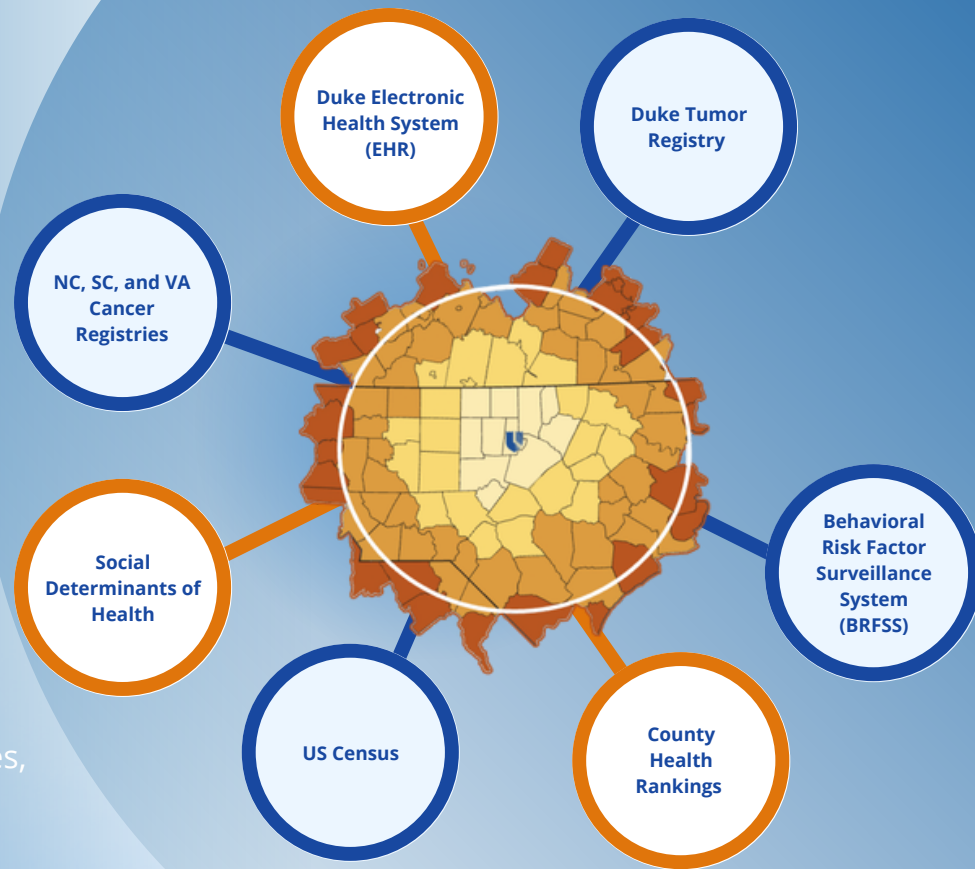 Duke Electronic
Health System
(EHR)
Duke Tumor
Registry
NC, SC, and VA
Cancer
Registries
Behavioral
Risk Factor
Surveillance
System
(BRFSS)
Social
Determinants of
Health
US Census
County
Health
Rankings